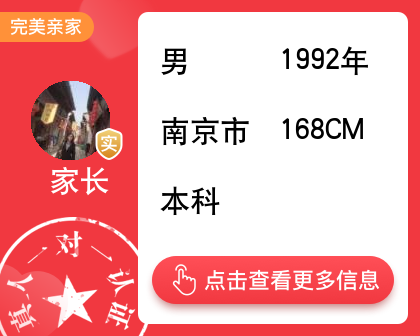 完美亲家
男 1992年
南京市 168CM
本科
实
家长
一对一
真人认证
点击查看更多信息